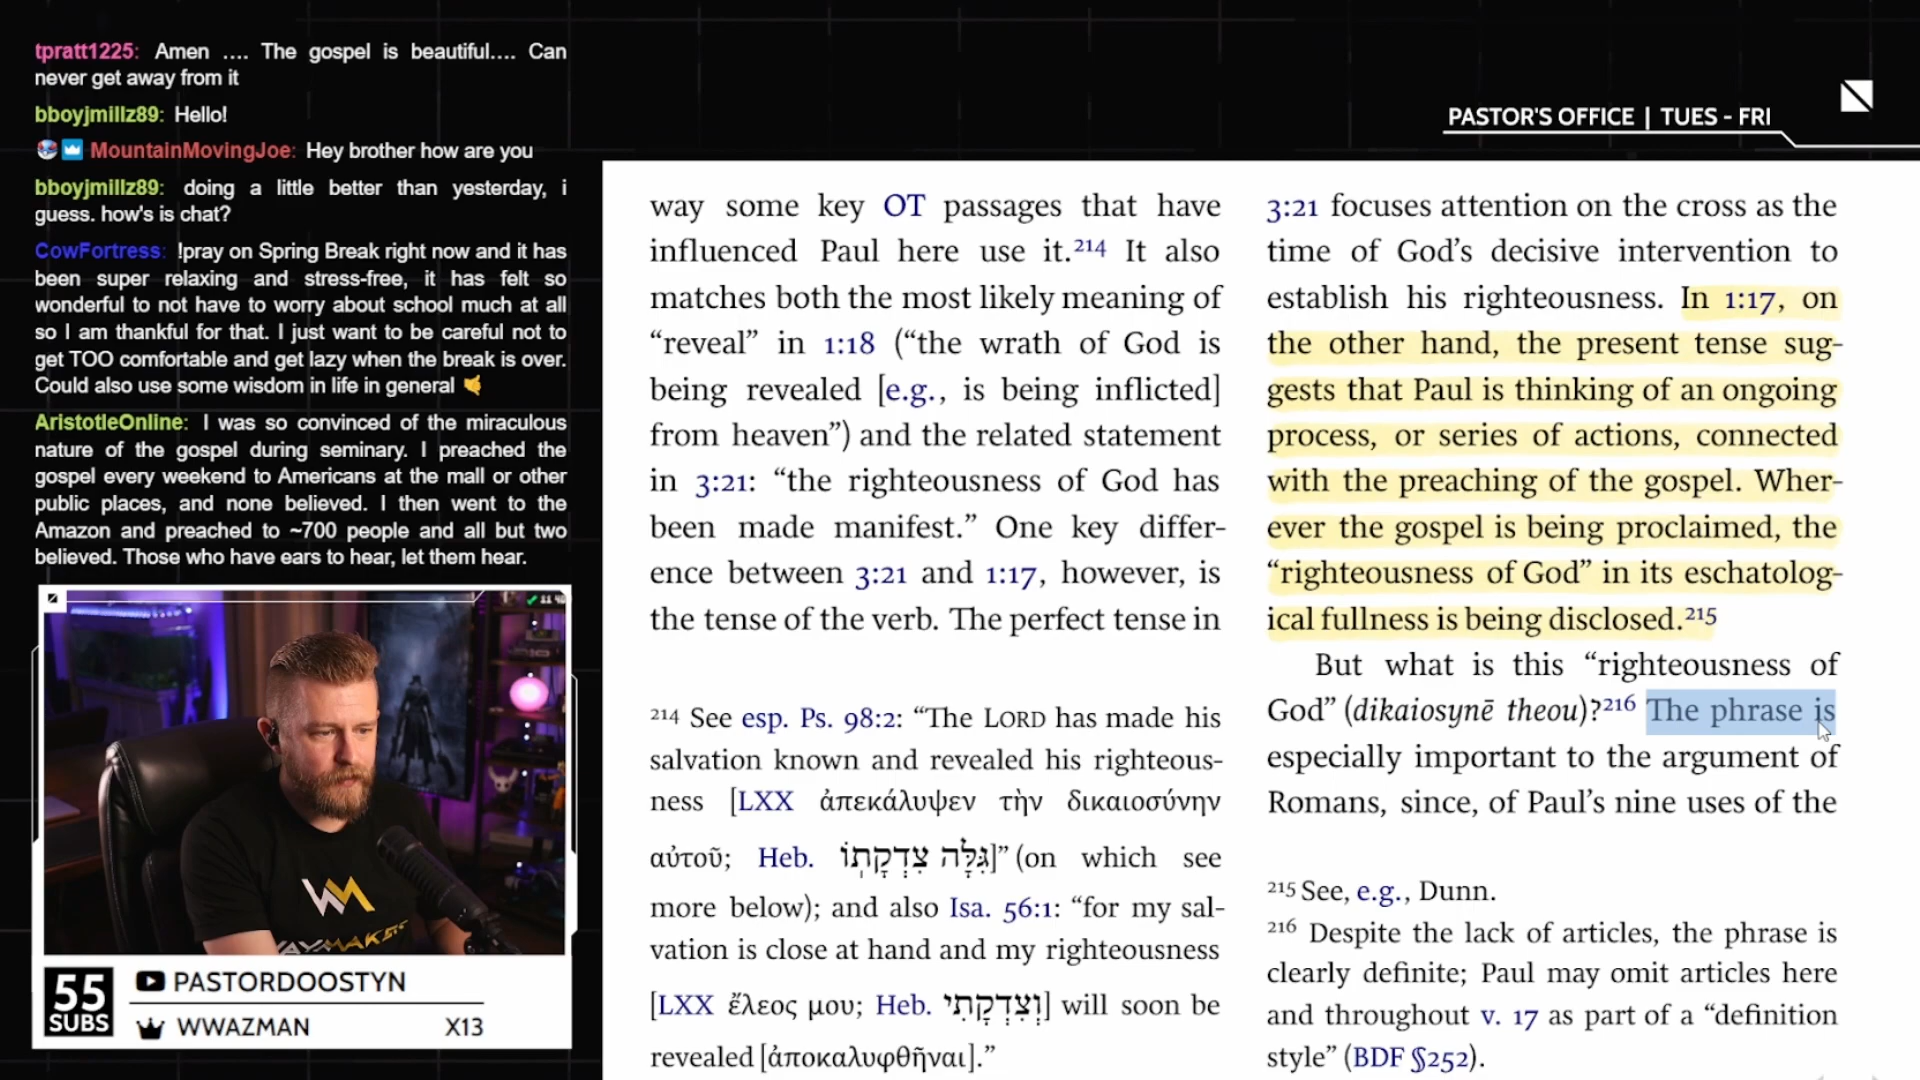 tpratt1225: Amen .... The gospel is beautiful.... Can
never get away from it
bboyjmillz89: Hello!
MountainMovingJoe: Hey brother how are you
bboyjmillz89: doing a little better than yesterday, i
guess. how's is chat?
CowFortress: !pray on Spring Break right now and it has
been super relaxing and stress-free, it has felt so
wonderful to not have to worry about school much at all
so I am thankful for that. I just want to be careful not to
get TOO comfortable and get lazy when the break is over.
Could also use some wisdom in life in general
AristotleOnline: I was so convinced of the miraculous
nature of the gospel during seminary. I preached the
gospel every weekend to Americans at the mall or other
public places, and none believed. I then went to the
Amazon and preached to ~700 people and all but two
believed. Those who have ears to hear, let them hear.
WM
55
SUBS
PASTORDOOSTYN
WWAZMAN X13
PASTOR'S OFFICE | TUES - FRI
way some key OT passages that have
influenced Paul here use it.²¹⁴ It also
matches both the most likely meaning of
“reveal” in 1:18 (“the wrath of God is
being revealed [e.g., is being inflicted]
from heaven”) and the related statement
in 3:21: “the righteousness of God has
been made manifest.” One key differ-
ence between 3:21 and 1:17, however, is
the tense of the verb. The perfect tense in
²¹⁴ See esp. Ps. 98:2: “The LORD has made his
salvation known and revealed his righteous-
ness [LXX ἀπεκάλυψεν τὴν δικαιοσύνην
αὐτοῦ; Heb. גִּלָּה צִדְקָתֽוֹ]” (on which see
more below); and also Isa. 56:1: “for my sal-
vation is close at hand and my righteousness
[LXX ἔλεος μου; Heb. וְצִדְקָתִי] will soon be
revealed [ἀποκαλυφθῆναι].”
3:21 focuses attention on the cross as the
time of God’s decisive intervention to
establish his righteousness. In 1:17, on
the other hand, the present tense sug-
gests that Paul is thinking of an ongoing
process, or series of actions, connected
with the preaching of the gospel. Wher-
ever the gospel is being proclaimed, the
“righteousness of God” in its eschatolog-
ical fullness is being disclosed.²¹⁵
But what is this “righteousness of
God” (dikaiosynē theou)?²¹⁶ The phrase is
especially important to the argument of
Romans, since, of Paul’s nine uses of the
²¹⁵ See, e.g., Dunn.
²¹⁶ Despite the lack of articles, the phrase is
clearly definite; Paul may omit articles here
and throughout v. 17 as part of a “definition
style” (BDF §252).